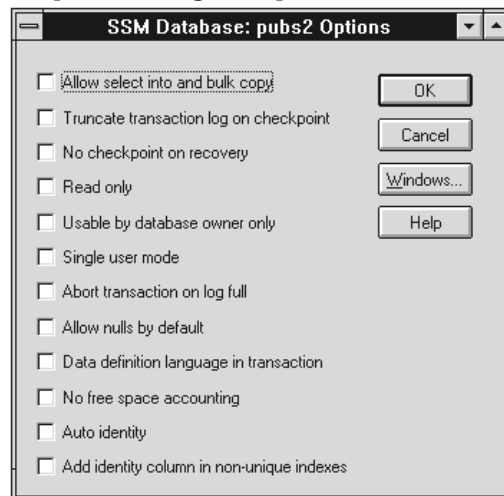 SSM Database: pubs2 Options
Allow select into and bulk copy
Truncate transaction log on checkpoint
No checkpoint on recovery
Read only
Usable by database owner only
Single user mode
Abort transaction on log full
Allow nulls by default
Data definition language in transaction
No free space accounting
Auto identity
Add identity column in non-unique indexes
OK
Cancel
Windows...
Help